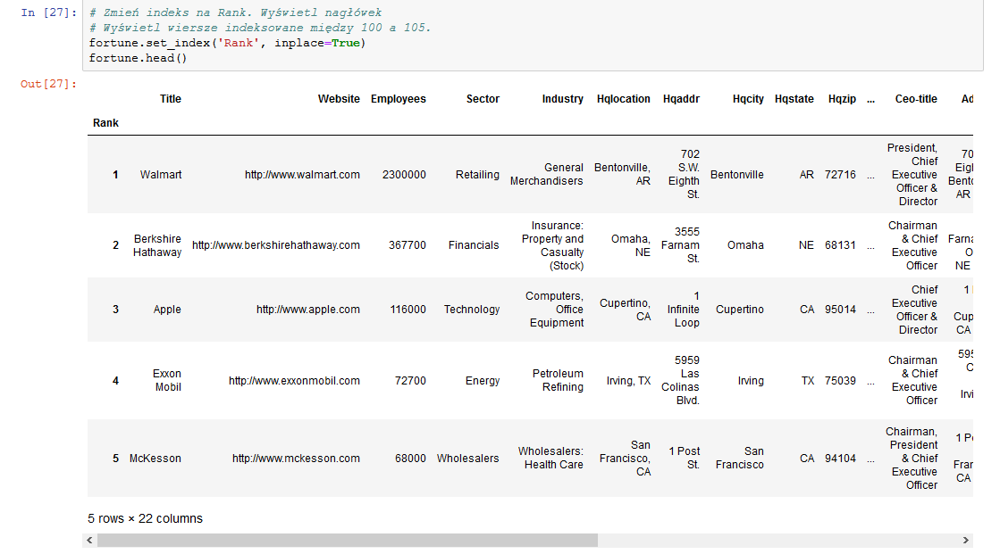 In [27]: # Zmień indeks na Rank. Wyświetl nagłówek
# Wyświetl wiersze indeksowane między 100 a 105.
fortune.set_index('Rank', inplace=True)
fortune.head()
Out[27]:
Title Website Employees Sector Industry Hqlocation Hqaddr Hqcity Hqstate Hqzip ... Ceo-title Ad
Rank
1 Walmart http://www.walmart.com 2300000 Retailing General Merchandisers Bentonville, AR 702 S.W. Eighth St. Bentonville AR 72716 ... President, Chief Executive Officer & Director 70 Eigl Bento AR
2 Berkshire Hathaway http://www.berkshirehathaway.com 367700 Financials Insurance: Property and Casualty (Stock) Omaha, NE 3555 Farnam St. Omaha NE 68131 ... Chairman & Chief Executive Officer Farna O NE
3 Apple http://www.apple.com 116000 Technology Computers, Office Equipment Cupertino, CA 1 Infinite Loop Cupertino CA 95014 ... Chief Executive Officer & Director 1 Cup CA
4 Exxon Mobil http://www.exxonmobil.com 72700 Energy Petroleum Refining Irving, TX 5959 Las Colinas Blvd. Irving TX 75039 ... Chairman & Chief Executive Officer 595 C Irvi
5 McKesson http://www.mckesson.com 68000 Wholesalers Wholesalers: Health Care San Francisco, CA 1 Post St. San Francisco CA 94104 ... Chairman, President & Chief Executive Officer 1 P Fran CA
5 rows × 22 columns